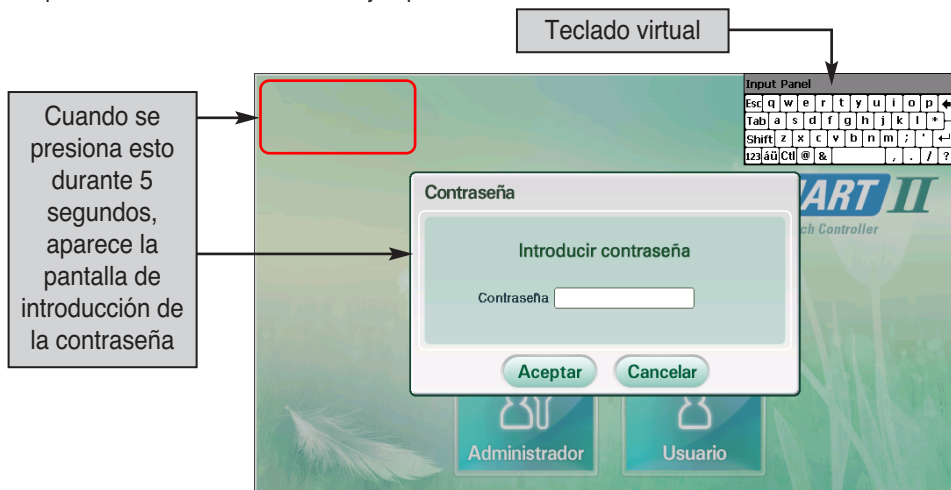 Teclado virtual
Cuando se
presiona esto
durante 5
segundos,
aparece la
pantalla de
introducción de
la contraseña
Input Panel
Esc q w e r t y u i o p
Tab a s d f g h j k l +
Shift z x c v b n m ; '
123 áü Ctl @ & , . / ?
ART II
ch Controller
Contraseña
Introducir contraseña
Contraseña
Aceptar Cancelar
Administrador Usuario